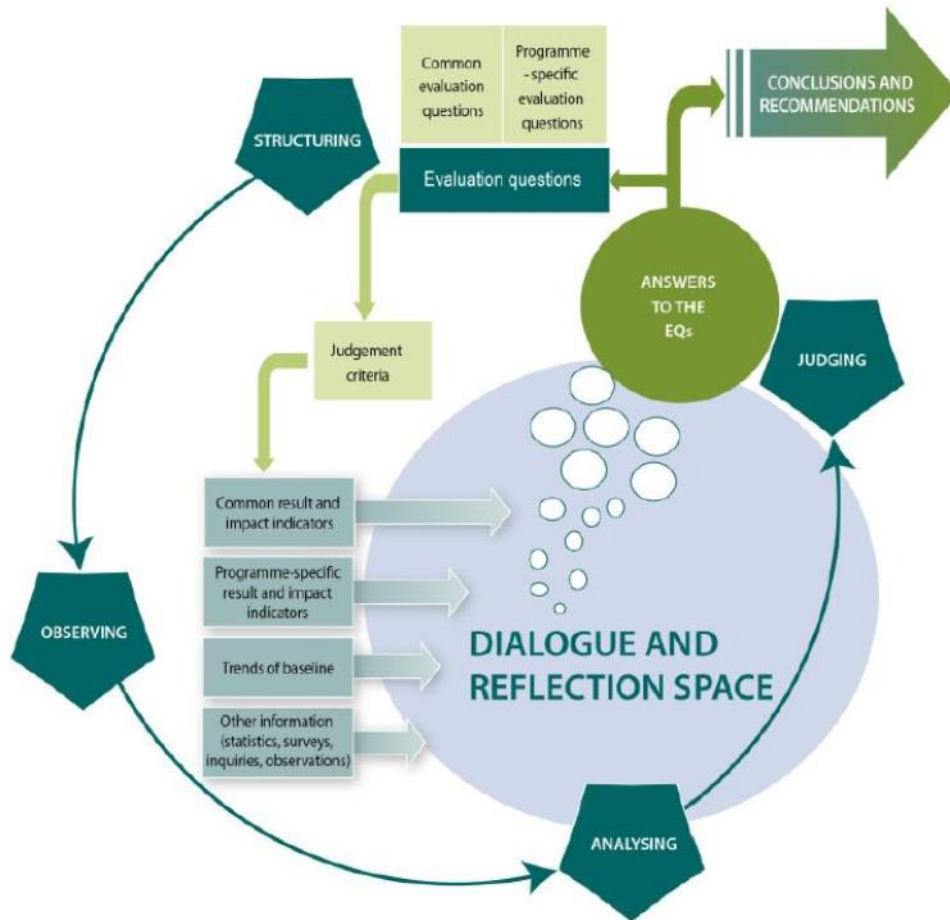 Common
evaluation
questions
Programme
- specific
evaluation
questions
CONCLUSIONS AND
RECOMMENDATIONS
STRUCTURING
Evaluation questions
ANSWERS
TO THE
EQs
Judgement
criteria
JUDGING
Common result and
impact indicators
Programme-specific
result and impact
indicators
OBSERVING
Trends of baseline
DIALOGUE AND
REFLECTION SPACE
Other information
(statistics, surveys,
inquiries, observations)
ANALYSING